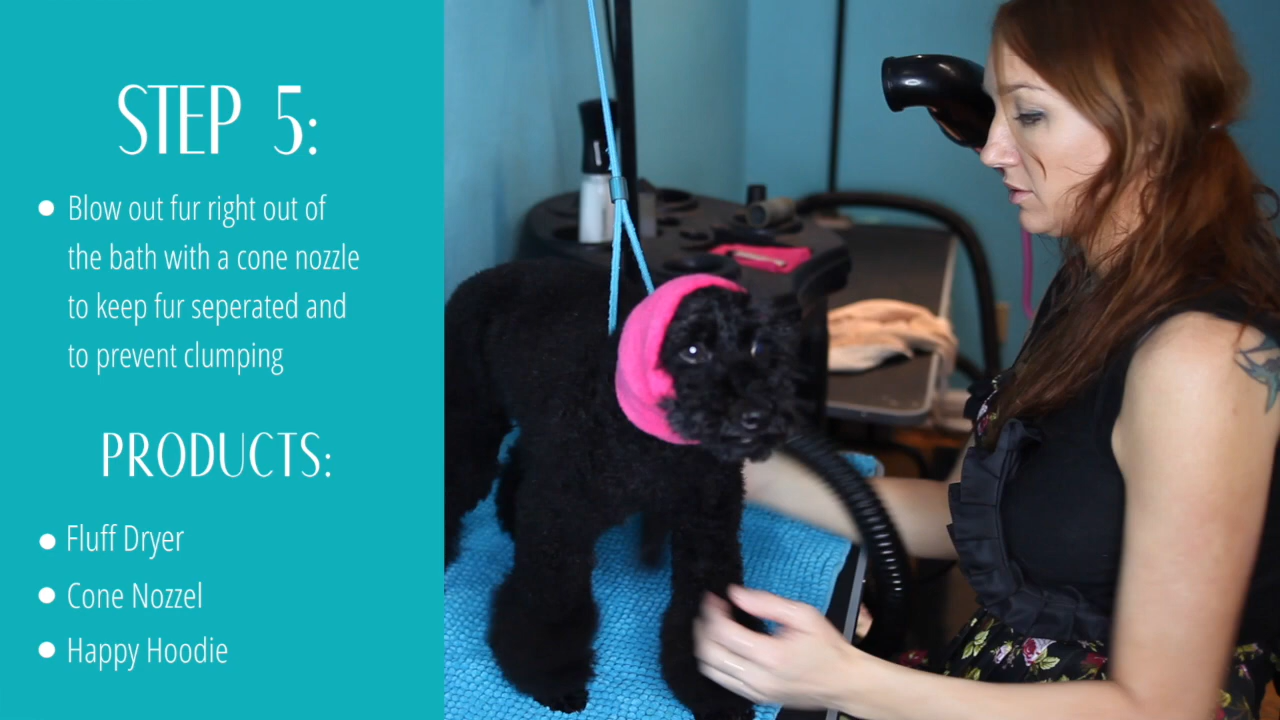 STEP 5:
Blow out fur right out of
the bath with a cone nozzle
to keep fur seperated and
to prevent clumping
PRODUCTS:
Fluff Dryer
Cone Nozzel
Happy Hoodie